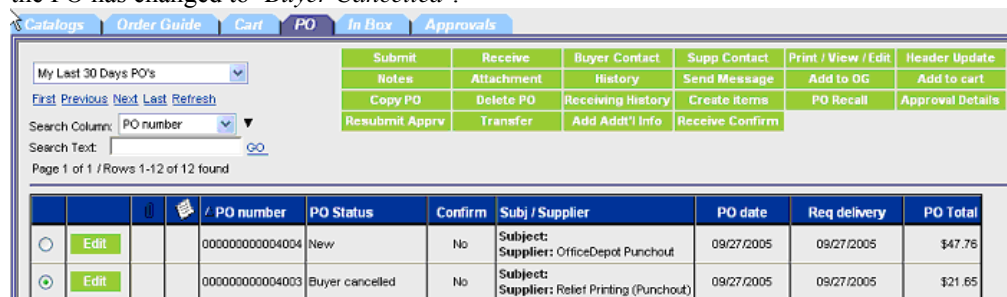 the PO has changed to "Buyer Cancelled".
Catalogs Order Guide Cart PO In Box Approvals
My Last 30 Days PO's
First Previous Next Last Refresh
Search Column: PO number
Search Text: GO
Page 1 of 1 / Rows 1-12 of 12 found
Submit Receive Buyer Contact Supp Contact Print / View / Edit Header Update
Notes Attachment History Send Message Add to OG Add to cart
Copy PO Delete PO Receiving History Create items PO Recall Approval Details
Resubmit Apprv Transfer Add Addt'l Info Receive Confirm
/ PO number PO Status Confirm Subj / Supplier PO date Req delivery PO Total
Edit 000000000004004 New No Subject: Supplier: OfficeDepot Punchout 09/27/2005 09/27/2005 $47.76
Edit 000000000004003 Buyer cancelled No Subject: Supplier: Relief Printing (Punchout) 09/27/2005 09/27/2005 $21.65